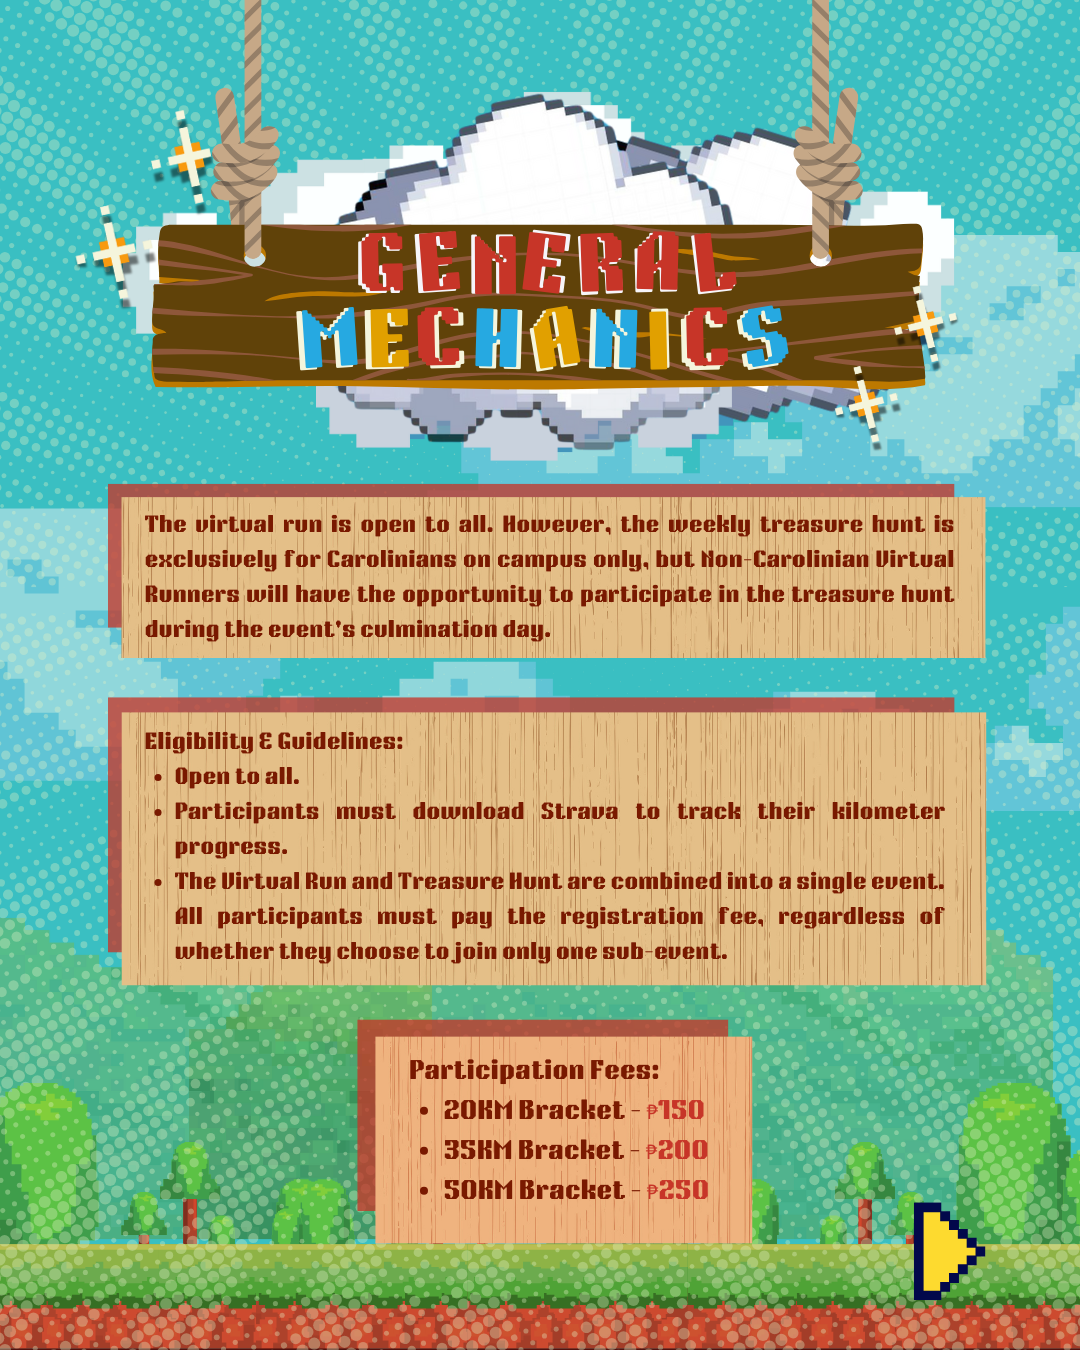 GENERAL
MECHANICS
The virtual run is open to all. However, the weekly treasure hunt is
exclusively for Carolinians on campus only, but Non-Carolinian Virtual
Runners will have the opportunity to participate in the treasure hunt
during the event's culmination day.
Eligibility & Guidelines:
• Open to all.
• Participants must download Strava to track their kilometer
progress.
• The Virtual Run and Treasure Hunt are combined into a single event.
All participants must pay the registration fee, regardless of
whether they choose to join only one sub-event.
Participation Fees:
• 20KM Bracket - ₱150
• 35KM Bracket - ₱200
• 50KM Bracket - ₱250